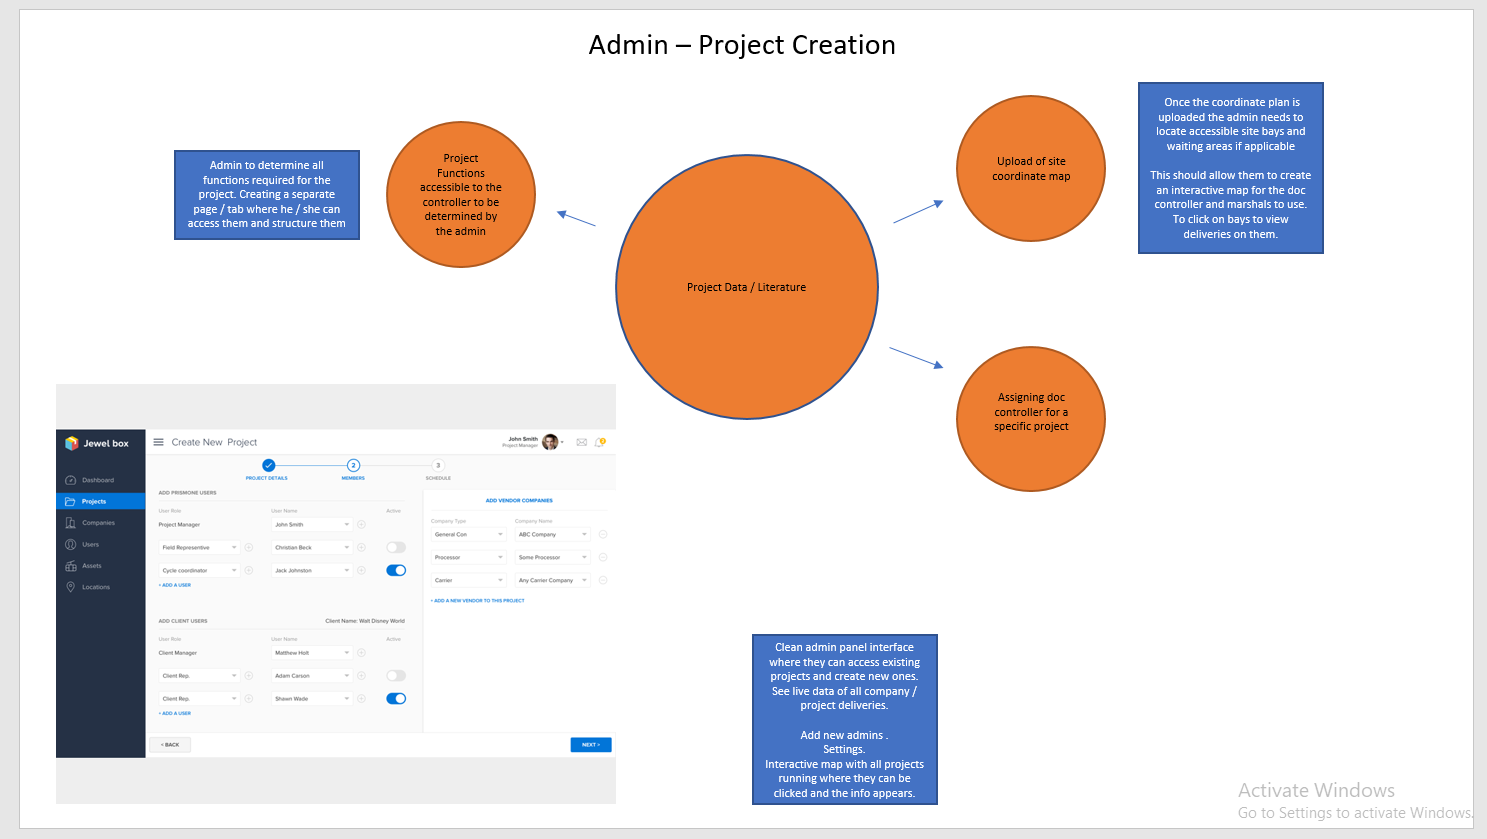 Admin – Project Creation
Admin to determine all
functions required for the
project. Creating a separate
page / tab where he / she can
access them and structure them
Project
Functions
accessible to the
controller to be
determined by
the admin
Project Data / Literature
Upload of site
coordinate map
Once the coordinate plan is
uploaded the admin needs to
locate accessible site bays and
waiting areas if applicable
This should allow them to create
an interactive map for the doc
controller and marshals to use.
To click on bays to view
deliveries on them.
Assigning doc
controller for a
specific project
Jewel box
Create New Project
John Smith
Project Manager
Dashboard
Projects
Companies
Users
Assets
Locations
2
3
PROJECT DETAILS
MEMBERS
SCHEDULE
ADD PRISMONE USERS
User Role
User Name
Active
Project Manager
John Smith
Field Representive
Christian Beck
Cycle coordinator
Jack Johnston
+ ADD A USER
ADD CLIENT USERS
Client Name: Walt Disney World
User Role
User Name
Active
Client Manager
Matthew Holt
Client Rep.
Adam Carson
Client Rep.
Shawn Wade
+ ADD A USER
ADD VENDOR COMPANIES
Company Type
Company Name
General Con
ABC Company
Processor
Some Processor
Carrier
Any Carrier Company
+ ADD A NEW VENDOR TO THIS PROJECT
< BACK
NEXT >
Clean admin panel interface
where they can access existing
projects and create new ones.
See live data of all company /
project deliveries.
Add new admins .
Settings.
Interactive map with all projects
running where they can be
clicked and the info appears.
Activate Windows
Go to Settings to activate Windows.